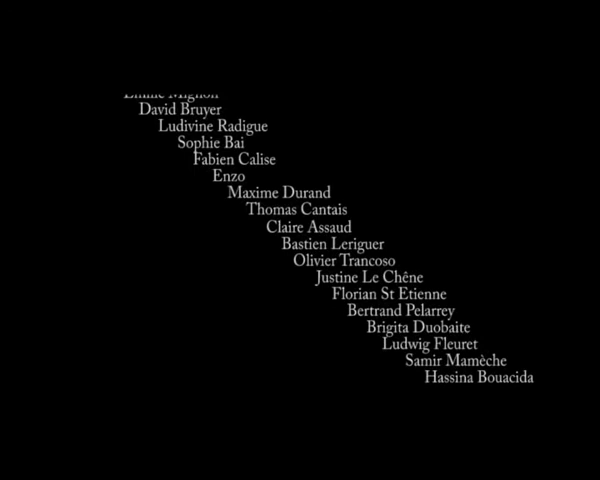 Mignon
David Bruyer
Ludivine Radigue
Sophie Bai
Fabien Calise
Enzo
Maxime Durand
Thomas Cantais
Claire Assaud
Bastien Leriguer
Olivier Trancoso
Justine Le Chêne
Florian St Etienne
Bertrand Pelarrey
Brigita Duobaite
Ludwig Fleuret
Samir Mamèche
Hassina Bouacida